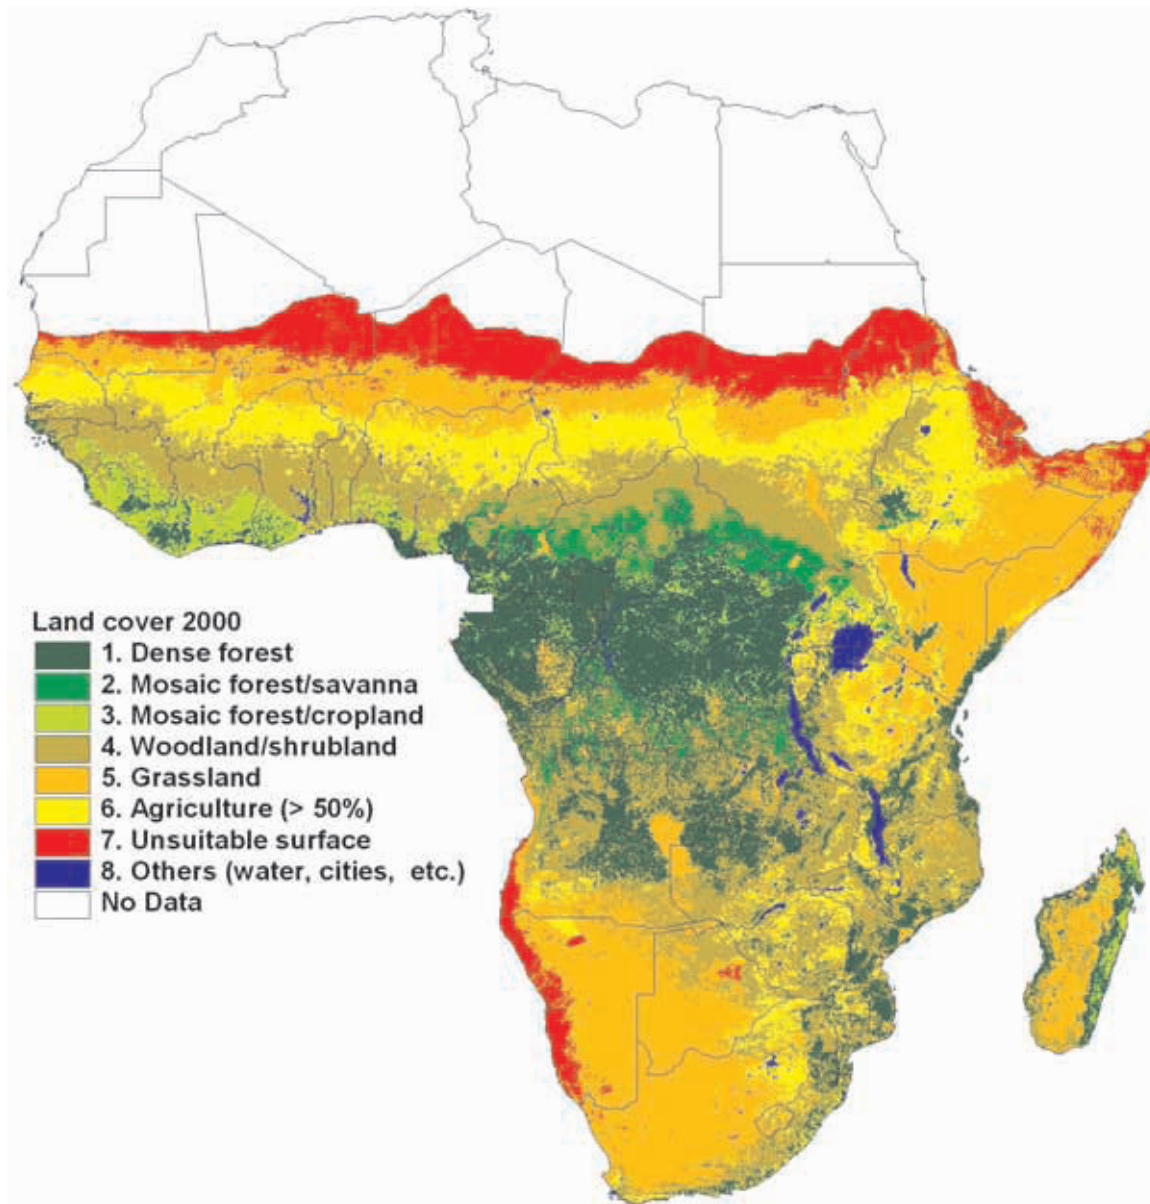 Land cover 2000
1. Dense forest
2. Mosaic forest/savanna
3. Mosaic forest/cropland
4. Woodland/shrubland
5. Grassland
6. Agriculture (> 50%)
7. Unsuitable surface
8. Others (water, cities, etc.)
No Data